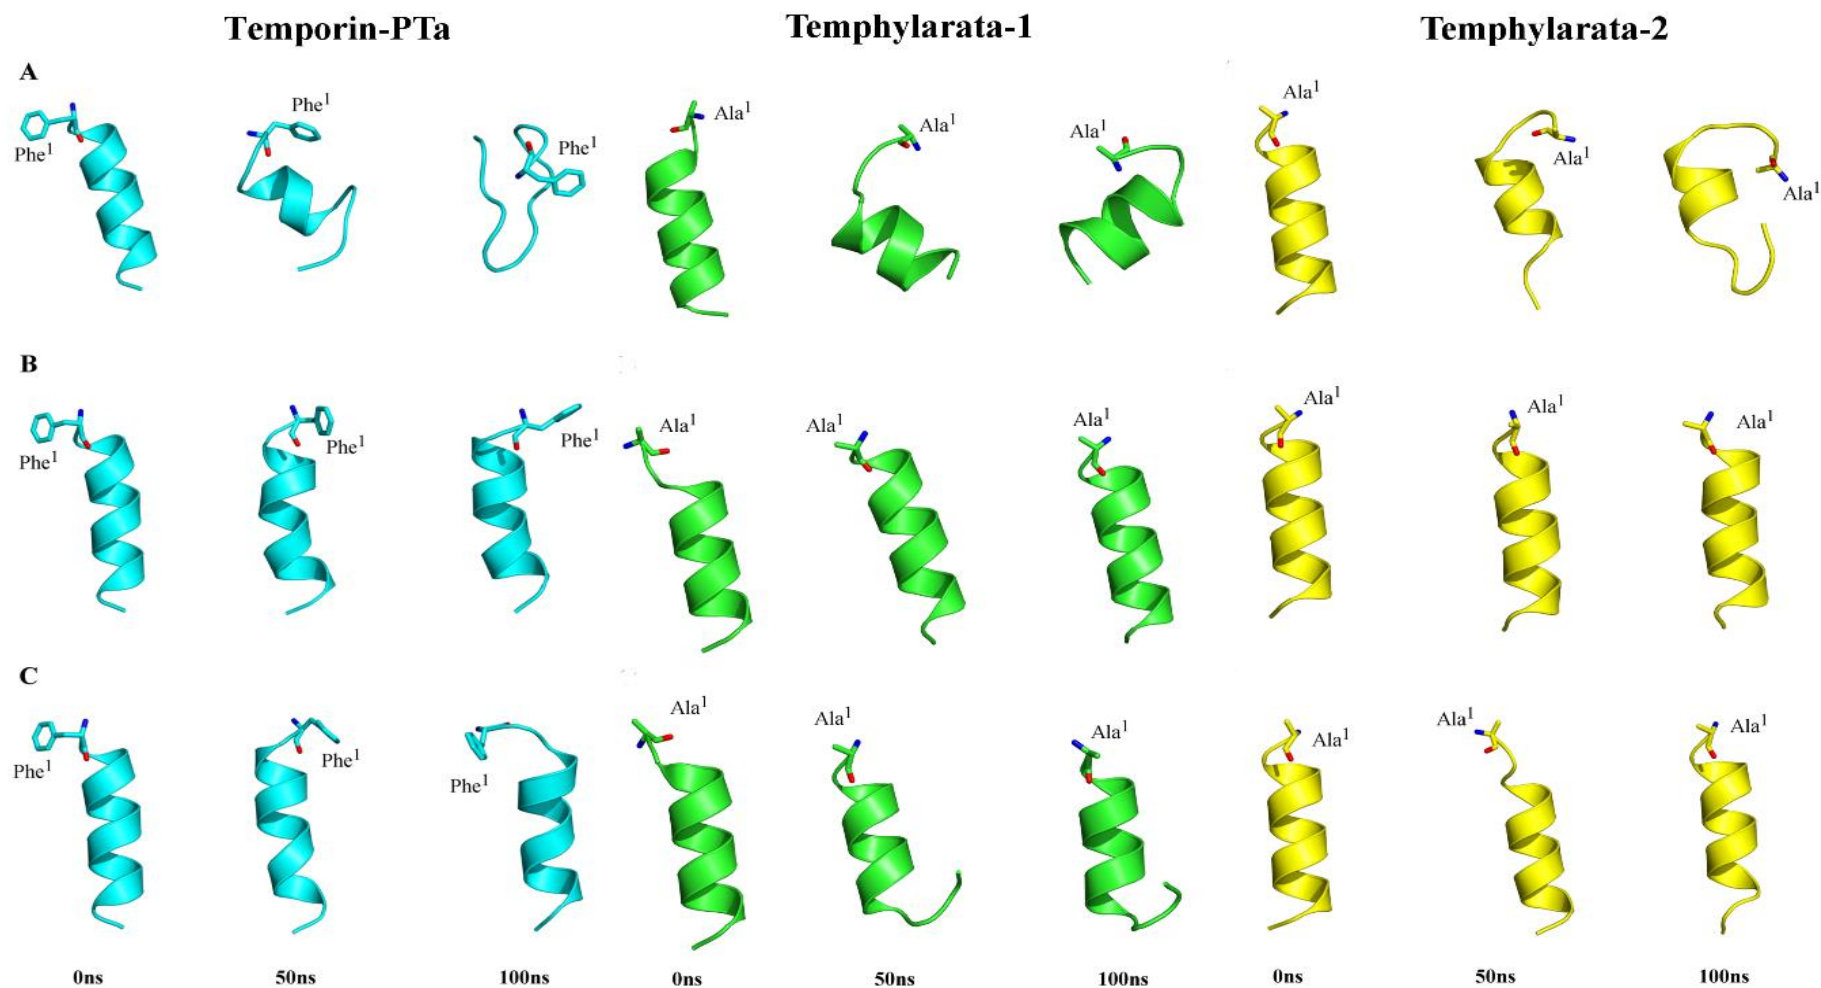 Temporin-PTa Temphylarata-1 Temphylarata-2
A
Phe¹ Phe¹ Phe¹ Ala¹ Ala¹ Ala¹ Ala¹ Ala¹ Ala¹
B
Phe¹ Phe¹ Phe¹ Ala¹ Ala¹ Ala¹ Ala¹ Ala¹ Ala¹
C
Phe¹ Phe¹ Phe¹ Ala¹ Ala¹ Ala¹ Ala¹ Ala¹ Ala¹
0ns 50ns 100ns 0ns 50ns 100ns 0ns 50ns 100ns